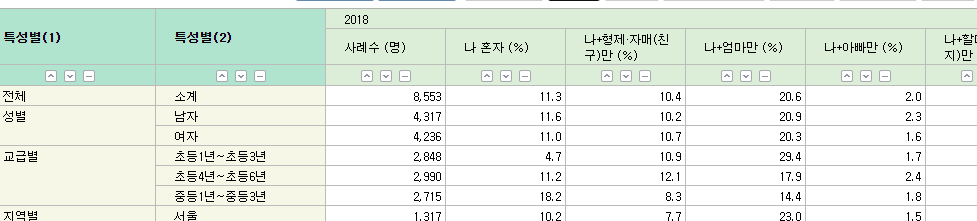 2018
특성별(1) 특성별(2) 사례수 (명) 나 혼자 (%) 나+형제·자매(친 나+엄마만 (%) 나+아빠만 (%) 나+할
구)만 (%) 지)만
전체 소계 8,553 11.3 10.4 20.6 2.0
성별 남자 4,317 11.6 10.2 20.9 2.3
여자 4,236 11.0 10.7 20.3 1.6
교급별 초등1년~초등3년 2,848 4.7 10.9 29.4 1.7
초등4년~초등6년 2,990 11.2 12.1 17.9 2.4
중등1년~중등3년 2,715 18.2 8.3 14.4 1.8
지역별 서울 1,317 10.2 7.7 23.0 1.5